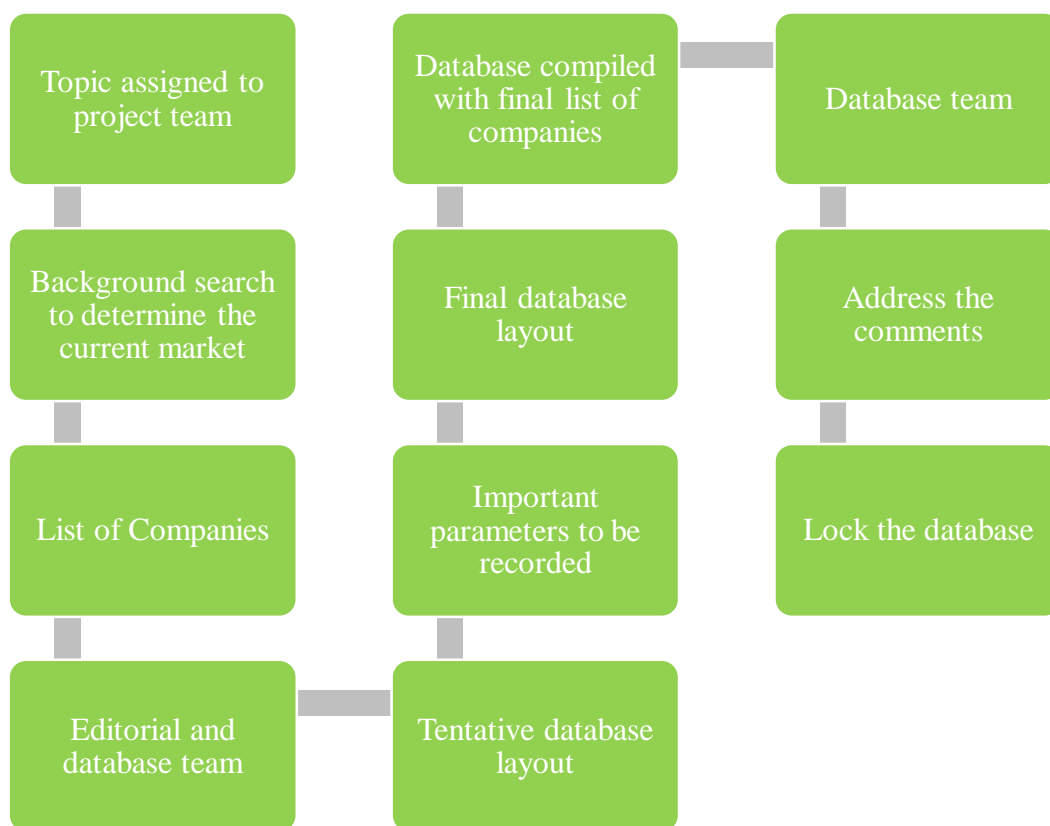 Topic assigned to
project team
Background search
to determine the
current market
List of Companies
Editorial and
database team
Tentative database
layout
Important
parameters to be
recorded
Final database
layout
Database compiled
with final list of
companies
Database team
Address the
comments
Lock the database